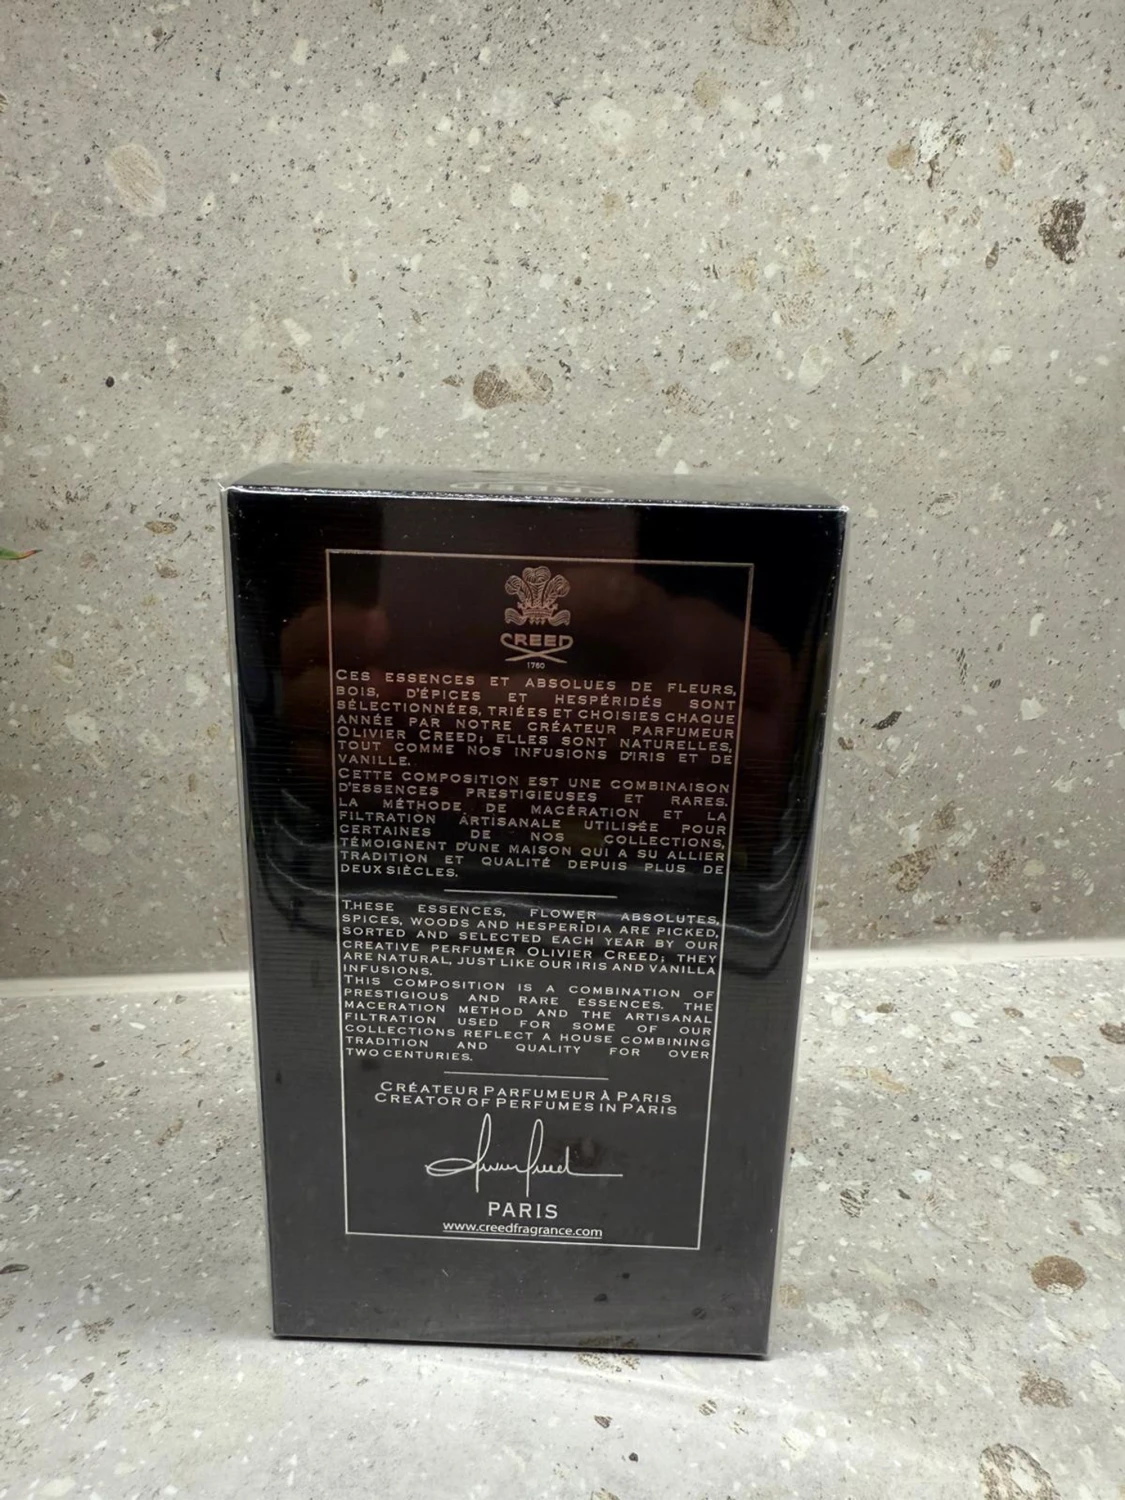 CREED
1760
CES ESSENCES ET ABSOLUES DE FLEURS,
BOIS, D'ÉPICES ET HESPÉRIDÉS SONT
SÉLECTIONNÉES, TRIÉES ET CHOISIES CHAQUE
ANNÉE PAR NOTRE CRÉATEUR PARFUMEUR
OLIVIER CREED; ELLES SONT NATURELLES,
TOUT COMME NOS INFUSIONS D'IRIS ET DE
VANILLE.
CETTE COMPOSITION EST UNE COMBINAISON
D'ESSENCES PRESTIGIEUSES ET RARES.
LA MÉTHODE DE MACÉRATION ET LA
FILTRATION ARTISANALE UTILISÉE POUR
CERTAINES DE NOS COLLECTIONS,
TÉMOIGNENT D'UNE MAISON QUI A SU ALLIER
TRADITION ET QUALITÉ DEPUIS PLUS DE
DEUX SIÈCLES.
THESE ESSENCES, FLOWER ABSOLUTES,
SPICES, WOODS AND HESPERIDIA ARE PICKED,
SORTED AND SELECTED EACH YEAR BY OUR
CREATIVE PERFUMER OLIVIER CREED; THEY
ARE NATURAL, JUST LIKE OUR IRIS AND VANILLA
INFUSIONS.
THIS COMPOSITION IS A COMBINATION OF
PRESTIGIOUS AND RARE ESSENCES. THE
MACERATION METHOD AND THE ARTISANAL
FILTRATION USED FOR SOME OF OUR
COLLECTIONS REFLECT A HOUSE COMBINING
TRADITION AND QUALITY FOR OVER
TWO CENTURIES.
CRÉATEUR PARFUMEUR À PARIS
CREATOR OF PERFUMES IN PARIS
Olivier Creed
PARIS
www.creedfragrance.com